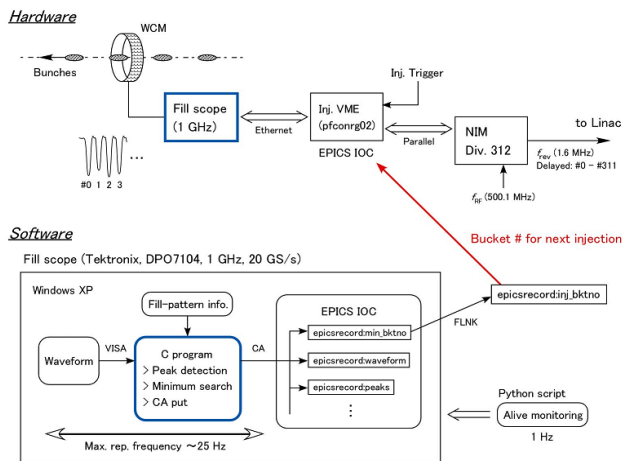 Hardware
WCM
Bunches
Inj. Trigger
Fill scope
(1 GHz)
Ethernet
Inj. VME
(pfconrg02)
EPICS IOC
Parallel
NIM
Div. 312
to Linac
frev (1.6 MHz)
Delayed: #0 – #311
fRF (500.1 MHz)
...
#0 1 2 3
Software
Bucket # for next injection
Fill scope (Tektronix, DPO7104, 1 GHz, 20 GS/s)
Windows XP
Fill-pattern info.
EPICS IOC
epicsrecord:inj_bktno
epicsrecord:min_bktno
FLNK
Waveform
VISA
C program
> Peak detection
> Minimum search
> CA put
CA
epicsrecord:waveform
epicsrecord:peaks
⋮
Python script
Alive monitoring
1 Hz
Max. rep. frequency ~25 Hz